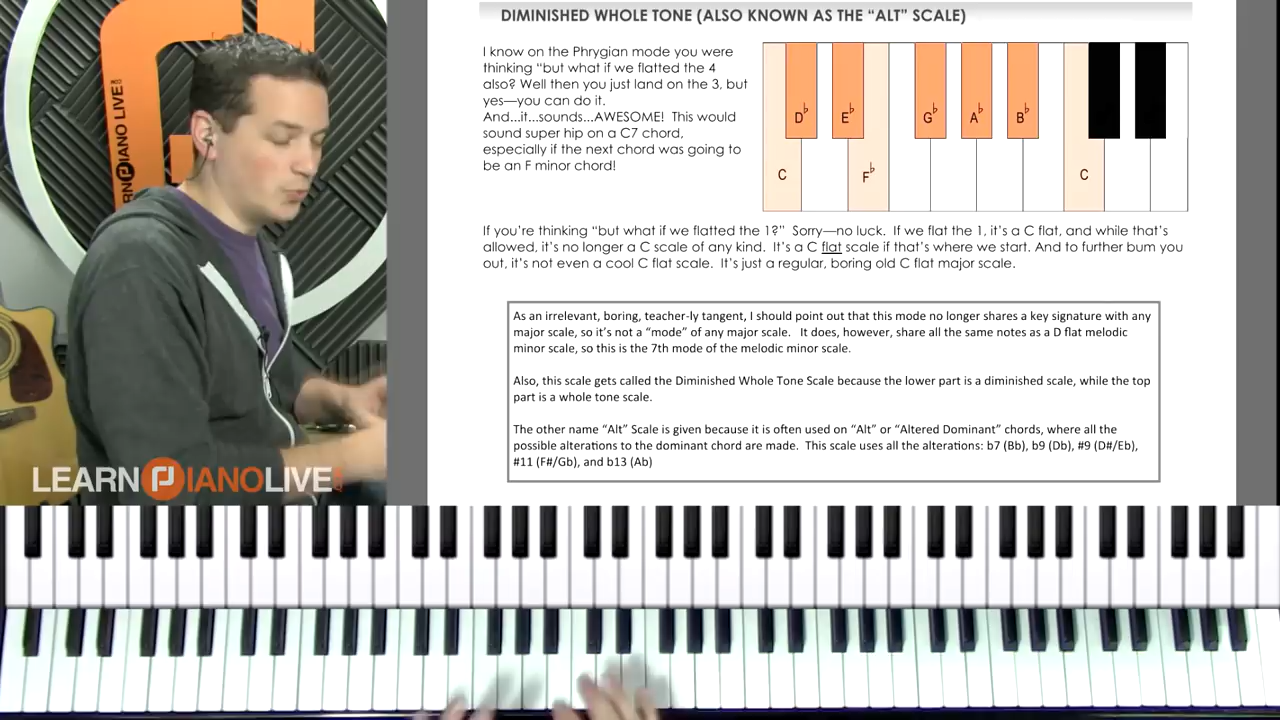 DIMINISHED WHOLE TONE (ALSO KNOWN AS THE “ALT” SCALE)
I know on the Phrygian mode you were
thinking “but what if we flatted the 4
also? Well then you just land on the 3, but
yes—you can do it.
And...it...sounds...AWESOME! This would
sound super hip on a C7 chord,
especially if the next chord was going to
be an F minor chord!
D♭ E♭ G♭ A♭ B♭
C F♭ C
If you’re thinking “but what if we flatted the 1?” Sorry—no luck. If we flat the 1, it’s a C flat, and while that’s
allowed, it’s no longer a C scale of any kind. It’s a C flat scale if that’s where we start. And to further bum you
out, it’s not even a cool C flat scale. It’s just a regular, boring old C flat major scale.
As an irrelevant, boring, teacher-ly tangent, I should point out that this mode no longer shares a key signature with any
major scale, so it’s not a “mode” of any major scale. It does, however, share all the same notes as a D flat melodic
minor scale, so this is the 7th mode of the melodic minor scale.
Also, this scale gets called the Diminished Whole Tone Scale because the lower part is a diminished scale, while the top
part is a whole tone scale.
The other name “Alt” Scale is given because it is often used on “Alt” or “Altered Dominant” chords, where all the
possible alterations to the dominant chord are made. This scale uses all the alterations: b7 (Bb), b9 (Db), #9 (D#/Eb),
#11 (F#/Gb), and b13 (Ab)
PIANO LIVE
LEARNPIANOLIVE